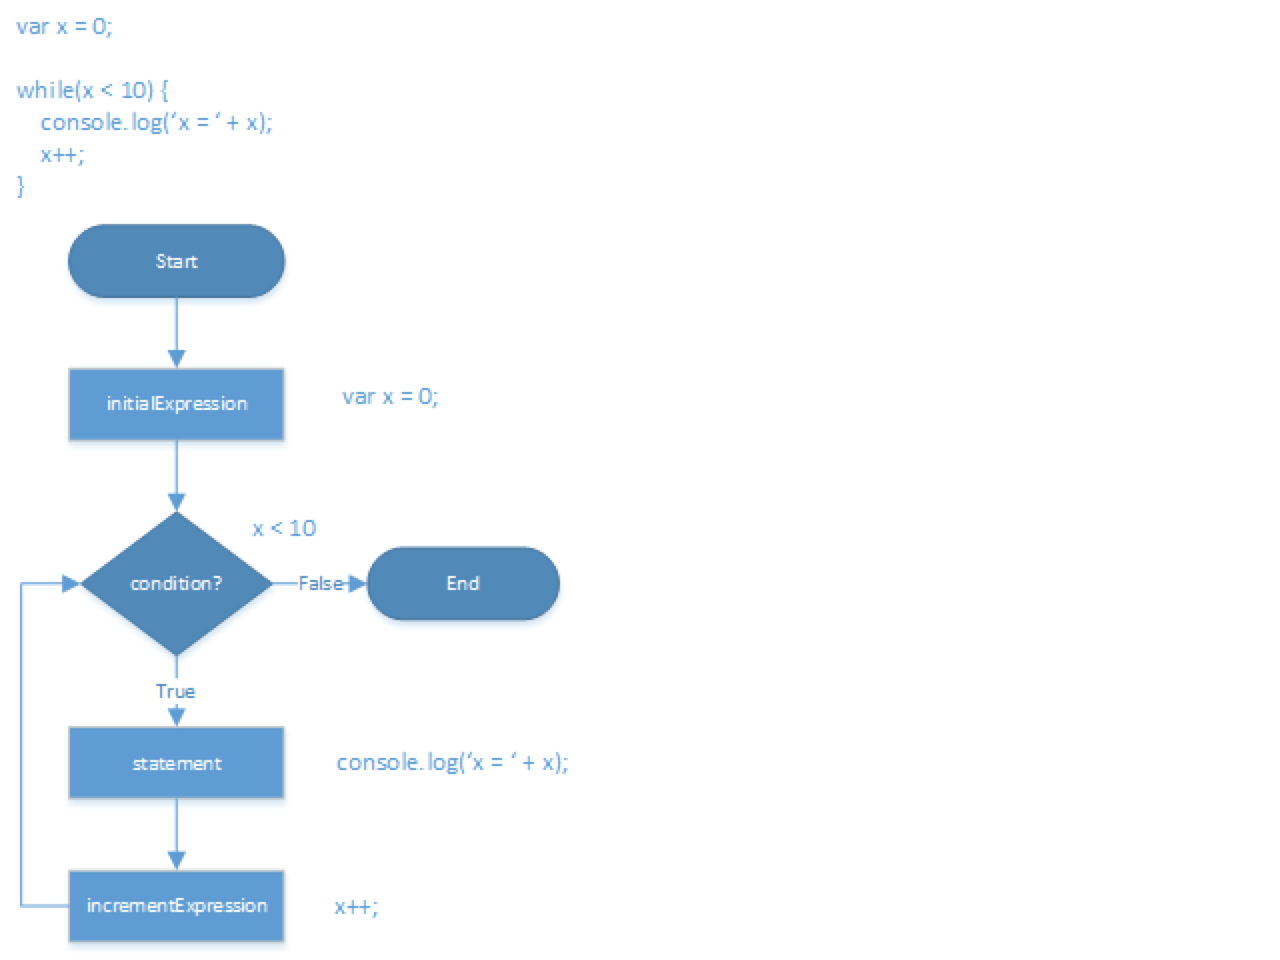 var x = 0;
while(x < 10) {
console.log(‘x = ‘ + x);
x++;
}
Start
initialExpression
var x = 0;
x < 10
condition?
False
End
True
statement
console.log(‘x = ‘ + x);
incrementExpression
x++;